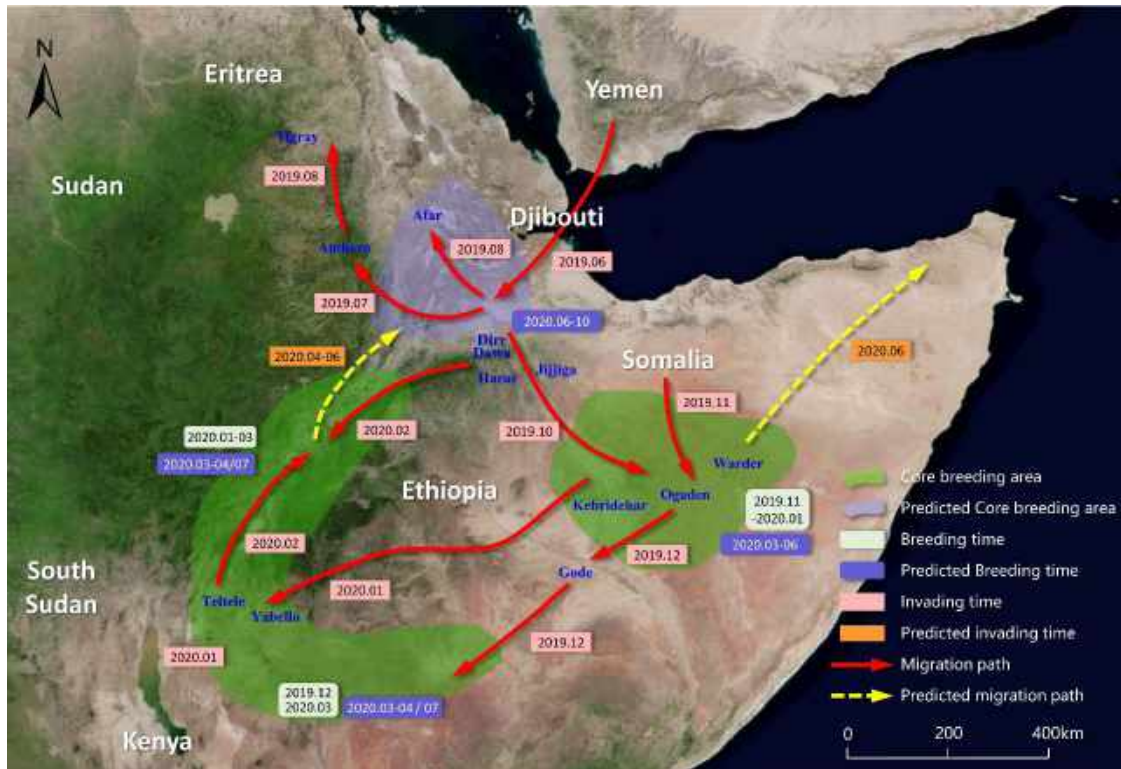 N
Eritrea
Yemen
Tigray
2019.08
Sudan
Afar
Djibouti
Amhara
2019.08
2019.06
2019.07
2020.06-10
Dirr
Dawa
2020.04-06
Harar
Jijjiga
Somalia
2020.06
2019.11
2020.02
2019.10
2020.01-03
2020.03-04/07
Warder
Ethiopia
Kebridehar
Ogaden
2019.11
-2020.01
2020.03-06
2020.02
2019.12
Gode
South
Sudan
2020.01
Teltele
Yabello
2019.12
2020.01
2019.12
2020.03
2020.03-04 / 07
Kenya
Core breeding area
Predicted Core breeding area
Breeding time
Predicted Breeding time
Invading time
Predicted invading time
Migration path
Predicted migration path
0
200
400km